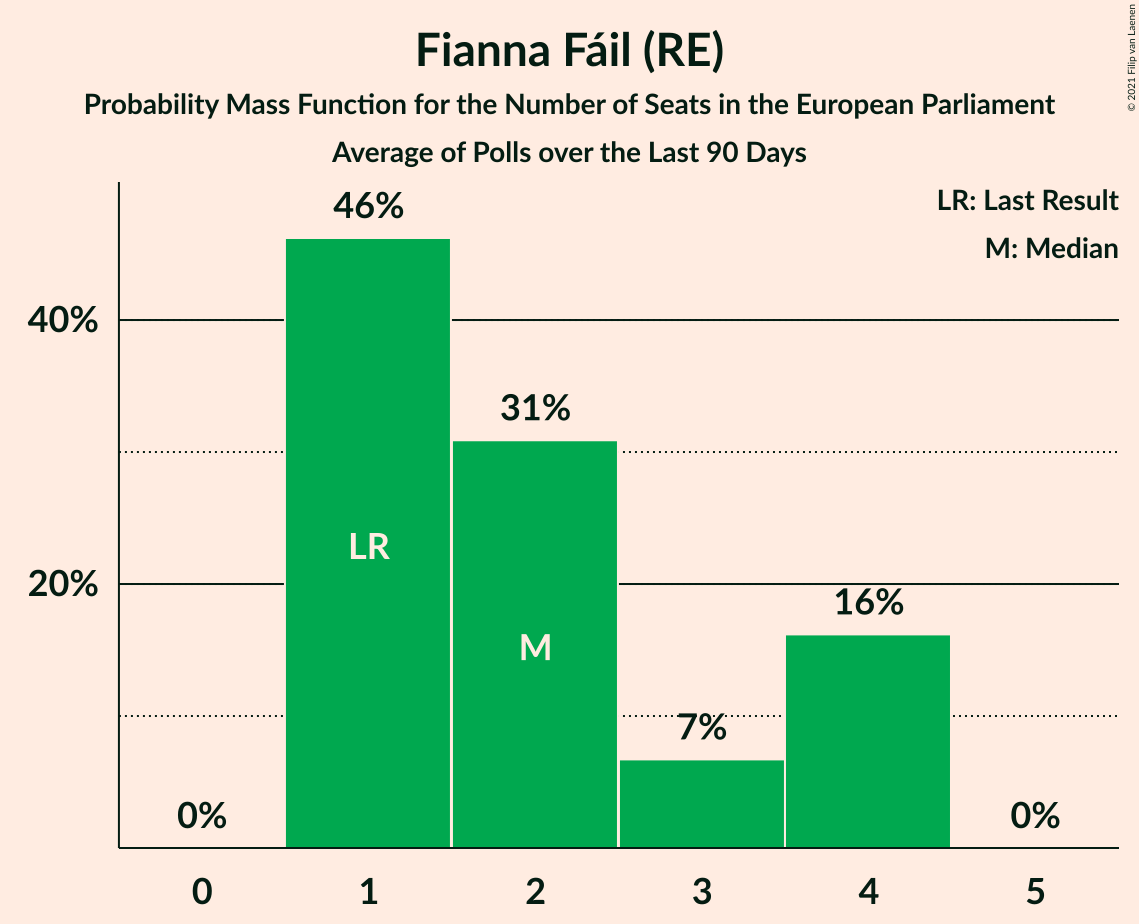 Fianna Fáil (RE)
Probability Mass Function for the Number of Seats in the European Parliament
Average of Polls over the Last 90 Days
© 2021 Filip van Laenen
LR: Last Result
M: Median
46%
40%
31%
LR
20%
16%
M
7%
0%
0%
0 1 2 3 4 5